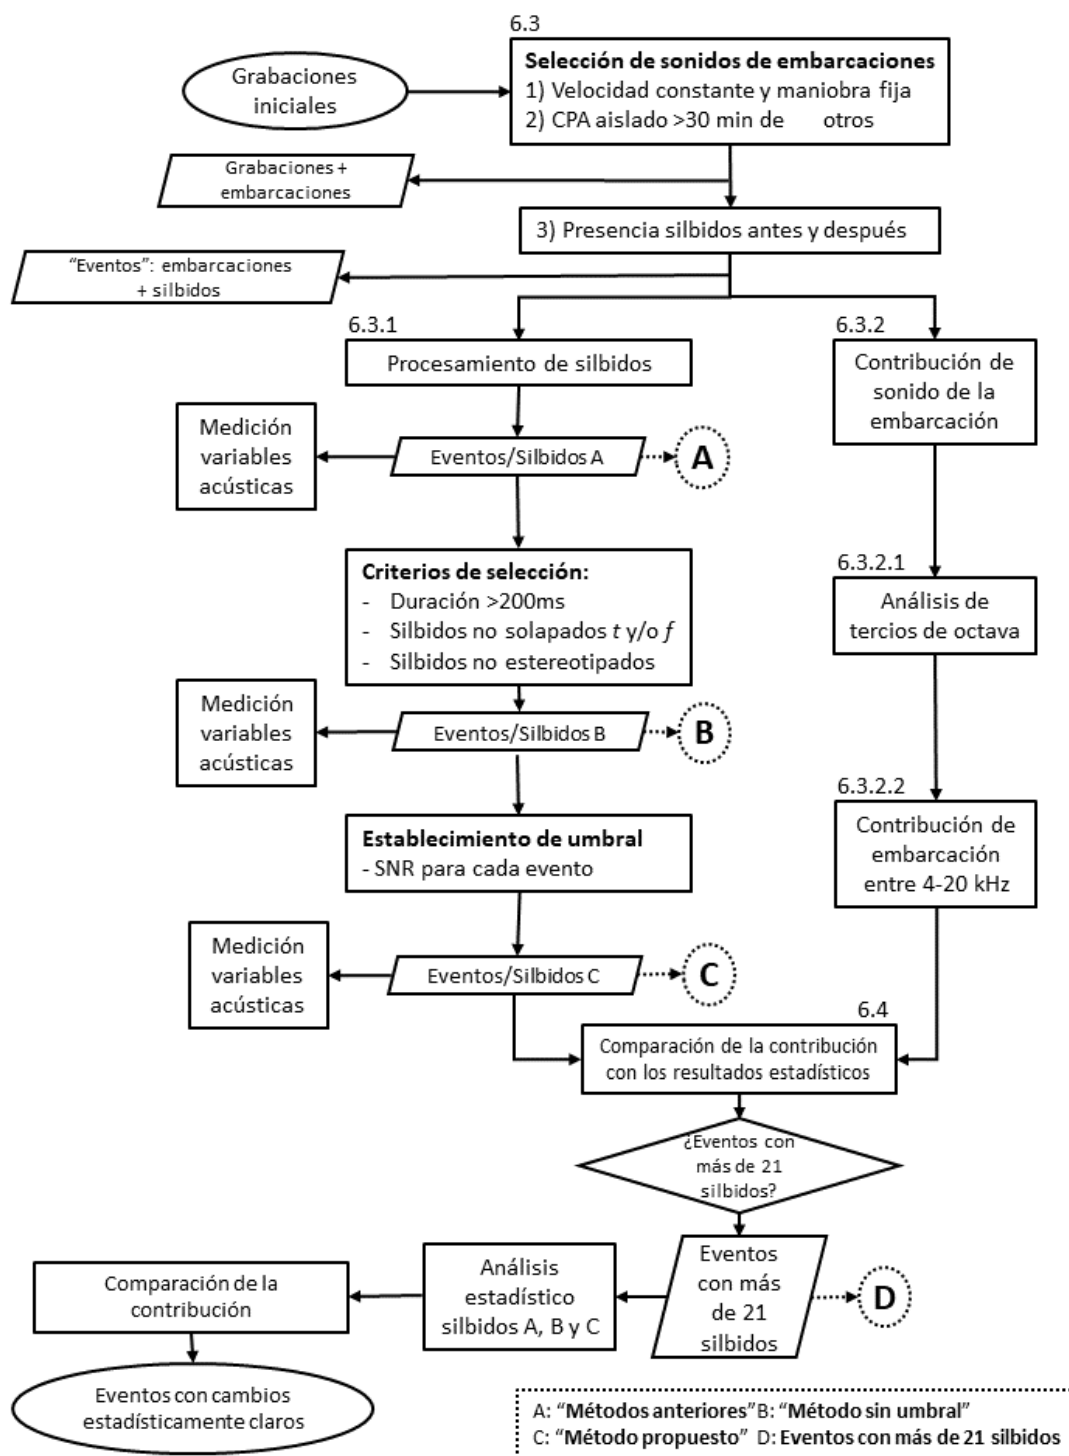 6.3
Grabaciones
iniciales
Selección de sonidos de embarcaciones
1) Velocidad constante y maniobra fija
2) CPA aislado >30 min de otros
Grabaciones +
embarcaciones
3) Presencia silbidos antes y después
“Eventos”: embarcaciones
+ silbidos
6.3.1
Procesamiento de silbidos
6.3.2
Contribución de
sonido de la
embarcación
Medición
variables
acústicas
Eventos/Silbidos A
A
Criterios de selección:
- Duración >200ms
- Silbidos no solapados t y/o f
- Silbidos no estereotipados
6.3.2.1
Análisis de
tercios de octava
Medición
variables
acústicas
Eventos/Silbidos B
B
6.3.2.2
Contribución de
embarcación
entre 4-20 kHz
Establecimiento de umbral
- SNR para cada evento
Medición
variables
acústicas
Eventos/Silbidos C
C
6.4
Comparación de la contribución
con los resultados estadísticos
¿Eventos con
más de 21
silbidos?
Eventos
con más
de 21
silbidos
D
Análisis
estadístico
silbidos A, B y C
Comparación de la
contribución
Eventos con cambios
estadísticamente claros
A: “Métodos anteriores” B: “Método sin umbral”
C: “Método propuesto” D: Eventos con más de 21 silbidos